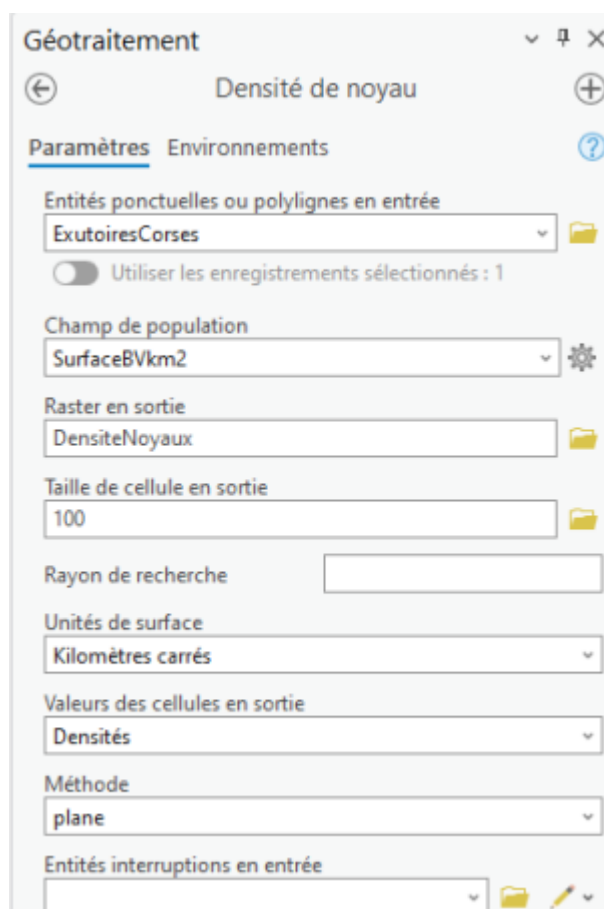 Géotraitement
Densité de noyau
Paramètres Environnements
Entités ponctuelles ou polylignes en entrée
ExutoiresCorses
Utiliser les enregistrements sélectionnés : 1
Champ de population
SurfaceBVkm2
Raster en sortie
DensiteNoyaux
Taille de cellule en sortie
100
Rayon de recherche
Unités de surface
Kilomètres carrés
Valeurs des cellules en sortie
Densités
Méthode
plane
Entités interruptions en entrée